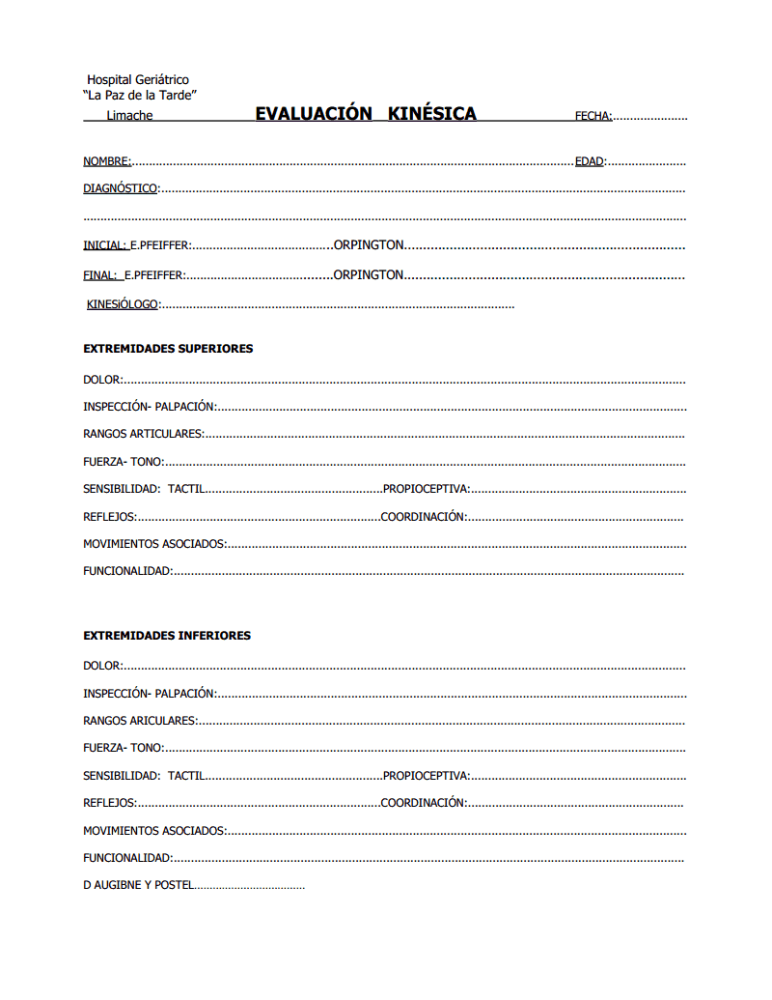 Hospital Geriátrico
“La Paz de la Tarde”
Limache EVALUACIÓN KINÉSICA FECHA:......................
NOMBRE:..................................................................................................................................EDAD:.......................
DIAGNÓSTICO:.........................................................................................................................................................
................................................................................................................................................................................
INICIAL: E.PFEIFFER:.........................................ORPINGTON..........................................................................
FINAL: E.PFEIFFER:...........................................ORPINGTON..........................................................................
KINESiÓLOGO:.......................................................................................................
EXTREMIDADES SUPERIORES
DOLOR:....................................................................................................................................................................
INSPECCIÓN- PALPACIÓN:.........................................................................................................................................
RANGOS ARTICULARES:............................................................................................................................................
FUERZA- TONO:........................................................................................................................................................
SENSIBILIDAD: TACTIL....................................................PROPIOCEPTIVA:...............................................................
REFLEJOS:.......................................................................COORDINACIÓN:...............................................................
MOVIMIENTOS ASOCIADOS:......................................................................................................................................
FUNCIONALIDAD:.....................................................................................................................................................
EXTREMIDADES INFERIORES
DOLOR:....................................................................................................................................................................
INSPECCIÓN- PALPACIÓN:.........................................................................................................................................
RANGOS ARICULARES:..............................................................................................................................................
FUERZA- TONO:........................................................................................................................................................
SENSIBILIDAD: TACTIL....................................................PROPIOCEPTIVA:...............................................................
REFLEJOS:.......................................................................COORDINACIÓN:...............................................................
MOVIMIENTOS ASOCIADOS:......................................................................................................................................
FUNCIONALIDAD:.....................................................................................................................................................
D AUGIBNE Y POSTEL....................................